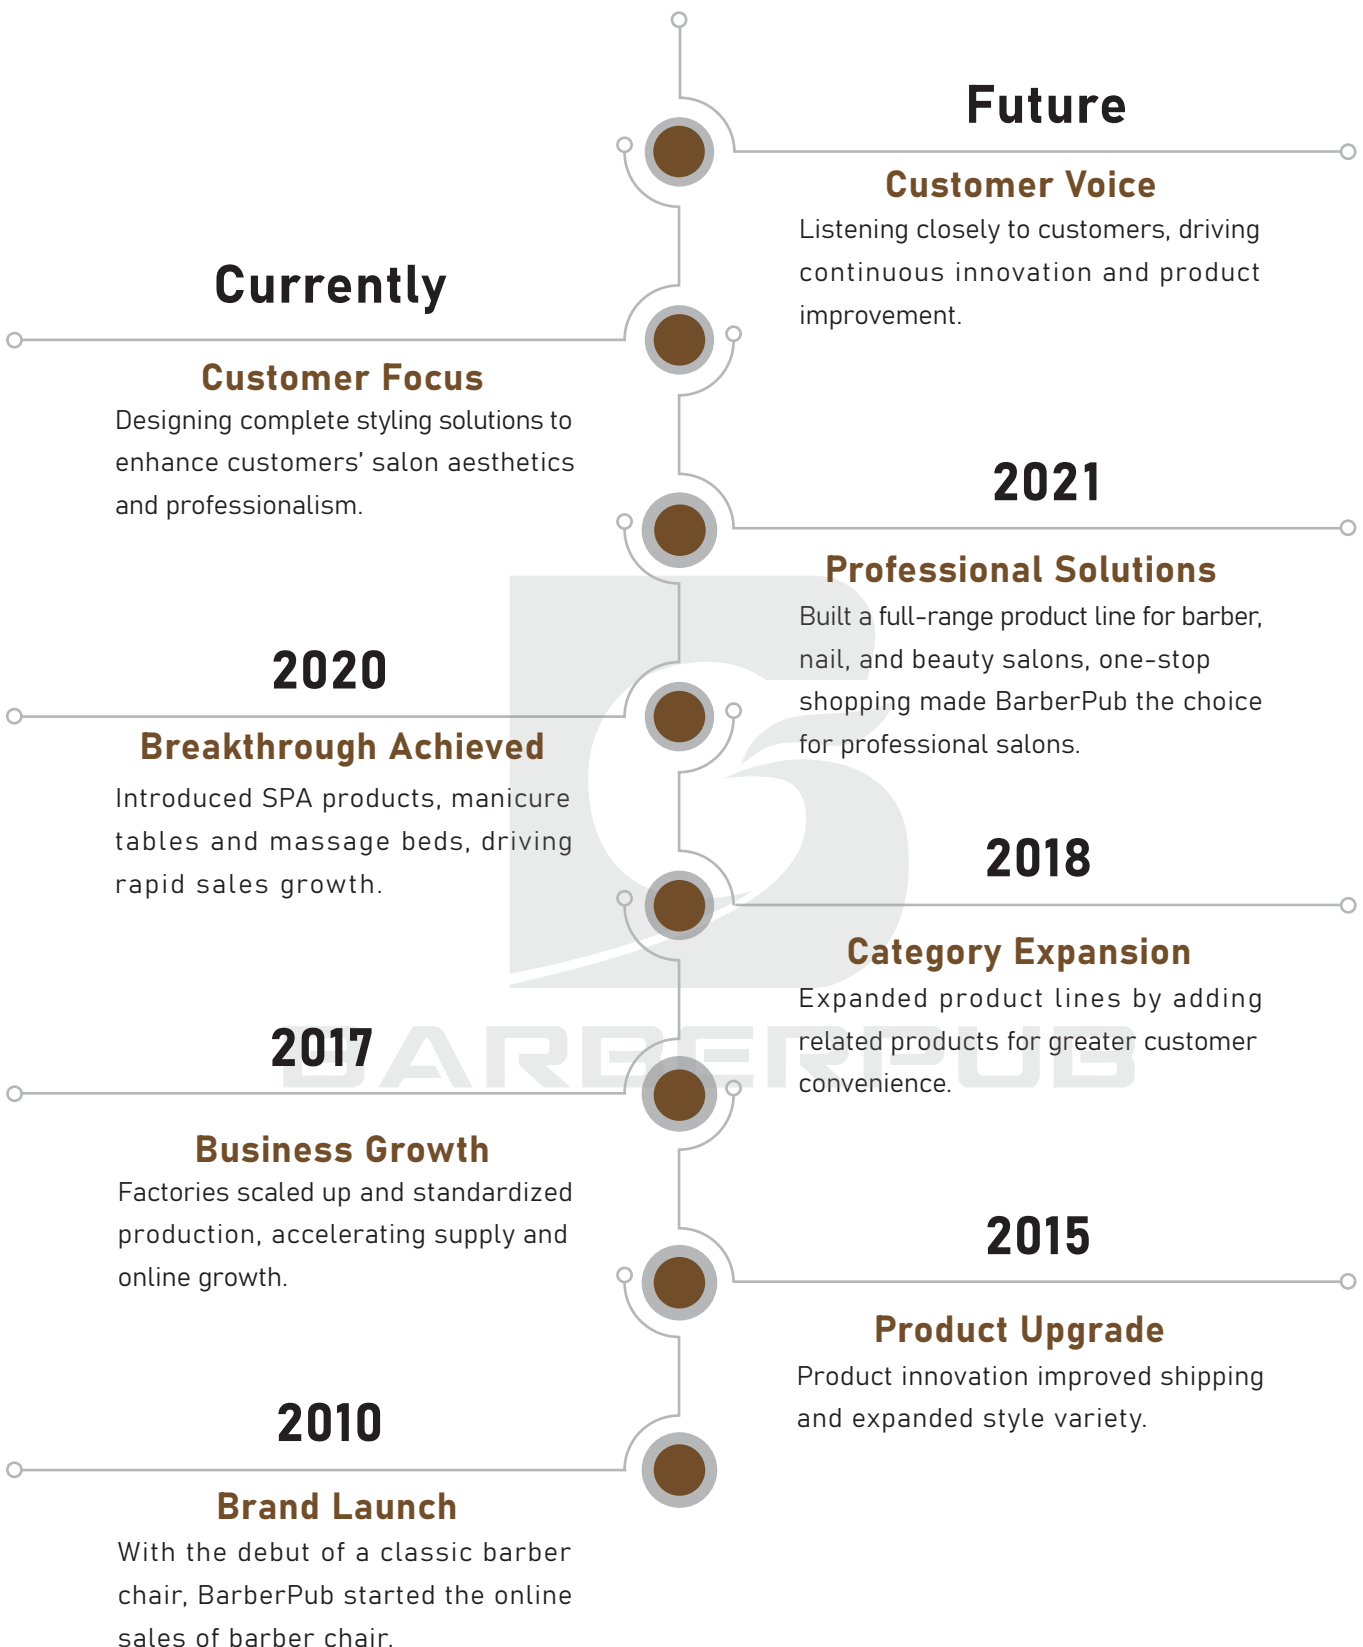 Future
Customer Voice
Listening closely to customers, driving
continuous innovation and product
improvement.
Currently
Customer Focus
Designing complete styling solutions to
enhance customers’ salon aesthetics
and professionalism.
2021
Professional Solutions
Built a full-range product line for barber,
nail, and beauty salons, one-stop
shopping made BarberPub the choice
for professional salons.
2020
Breakthrough Achieved
Introduced SPA products, manicure
tables and massage beds, driving
rapid sales growth.
2018
Category Expansion
Expanded product lines by adding
related products for greater customer
convenience.
BARBERPUB
2017
Business Growth
Factories scaled up and standardized
production, accelerating supply and
online growth.
2015
Product Upgrade
Product innovation improved shipping
and expanded style variety.
2010
Brand Launch
With the debut of a classic barber
chair, BarberPub started the online
sales of barber chair.